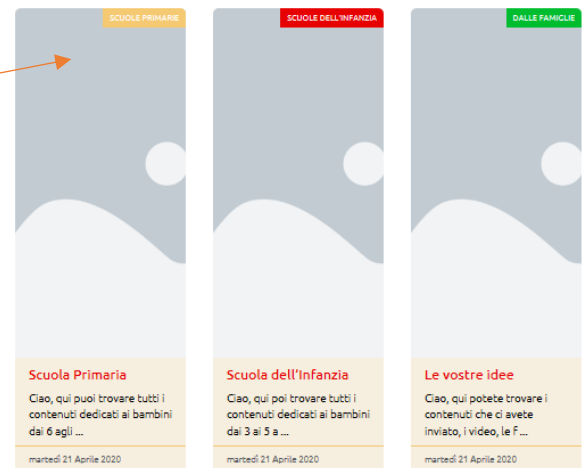 SCUOLE PRIMARIE
Scuola Primaria
Ciao, qui puoi trovare tutti i
contenuti dedicati ai bambini
dai 6 agli ...
martedì 21 Aprile 2020
SCUOLE DELL'INFANZIA
Scuola dell'Infanzia
Ciao, qui poi trovare tutti i
contenuti dedicati ai bambini
dai 3 ai 5 a ...
martedì 21 Aprile 2020
DALLE FAMIGLIE
Le vostre idee
Ciao, qui potete trovare i
contenuti che ci avete
inviato, i video, le f ...
martedì 21 Aprile 2020